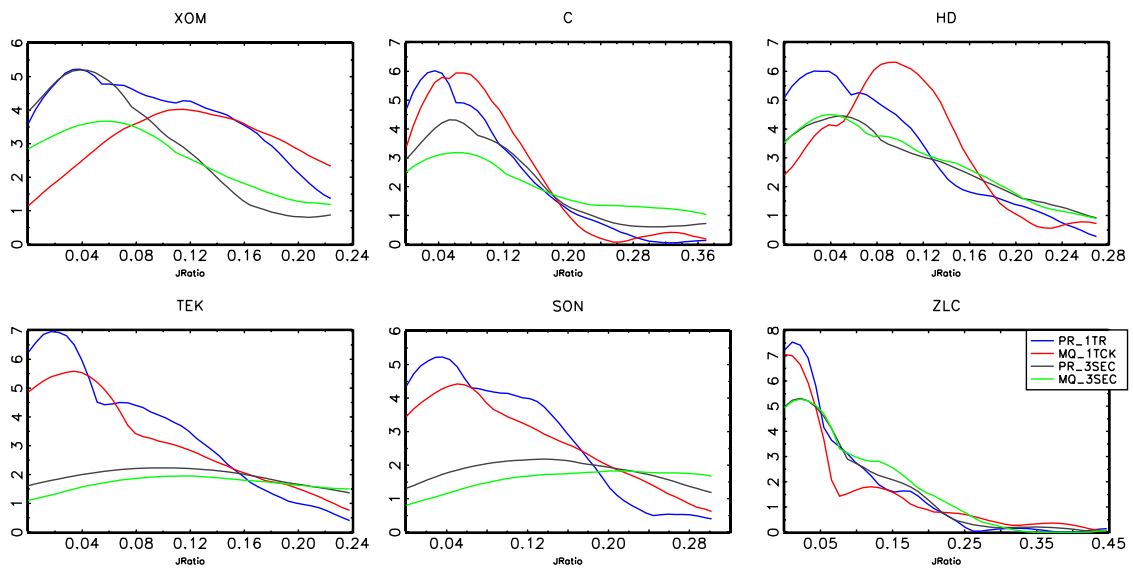 XOM
C
HD
0 1 2 3 4 5 6
0 1 2 3 4 5 6 7
0 1 2 3 4 5 6 7
0.04 0.08 0.12 0.16 0.20 0.24
0.04 0.12 0.20 0.28 0.36
0.04 0.08 0.12 0.16 0.20 0.24 0.28
JRatio
JRatio
JRatio
TEK
SON
ZLC
0 1 2 3 4 5 6 7
0 1 2 3 4 5 6
0 1 2 3 4 5 6 7 8
PR_1TR
MQ_1TCK
PR_3SEC
MQ_3SEC
0.04 0.08 0.12 0.16 0.20 0.24
0.04 0.12 0.20 0.28
0.05 0.15 0.25 0.35 0.45
JRatio
JRatio
JRatio